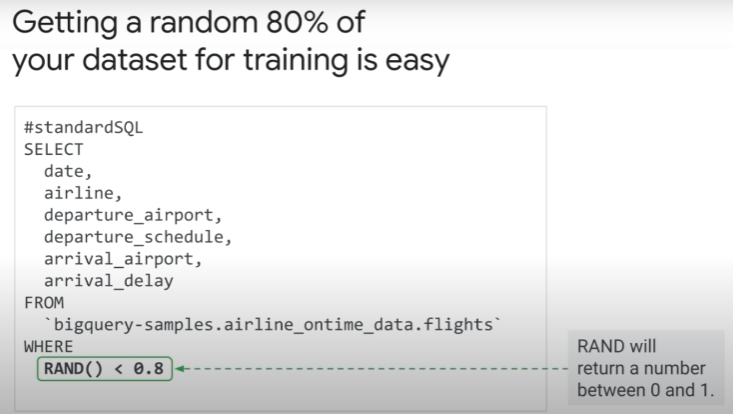 Getting a random 80% of
your dataset for training is easy
#standardSQL
SELECT
date,
airline,
departure_airport,
departure_schedule,
arrival_airport,
arrival_delay
FROM
`bigquery-samples.airline_ontime_data.flights`
WHERE
RAND() < 0.8
RAND will
return a number
between 0 and 1.